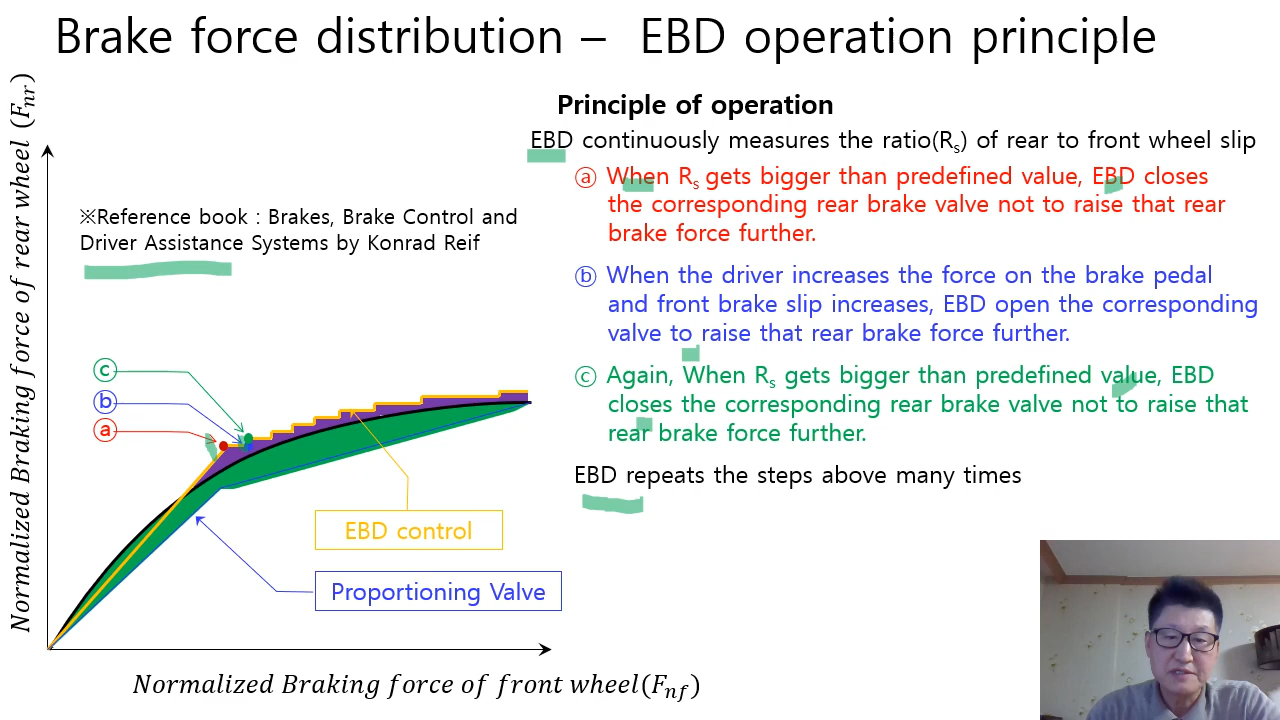 Brake force distribution – EBD operation principle
Principle of operation
EBD continuously measures the ratio(Rs) of rear to front wheel slip
ⓐ When Rs gets bigger than predefined value, EBD closes
the corresponding rear brake valve not to raise that rear
brake force further.
ⓑ When the driver increases the force on the brake pedal
and front brake slip increases, EBD open the corresponding
valve to raise that rear brake force further.
ⓒ Again, When Rs gets bigger than predefined value, EBD
closes the corresponding rear brake valve not to raise that
rear brake force further.
EBD repeats the steps above many times
Normalized Braking force of rear wheel (Fnr)
※Reference book : Brakes, Brake Control and
Driver Assistance Systems by Konrad Reif
ⓒ
ⓑ
ⓐ
EBD control
Proportioning Valve
Normalized Braking force of front wheel(Fnf)